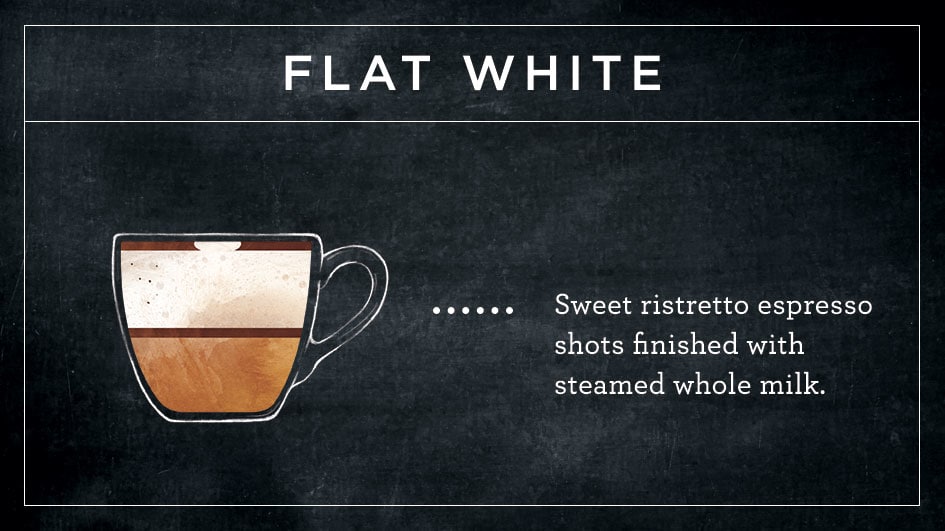 FLAT WHITE
Sweet ristretto espresso
shots finished with
steamed whole milk.